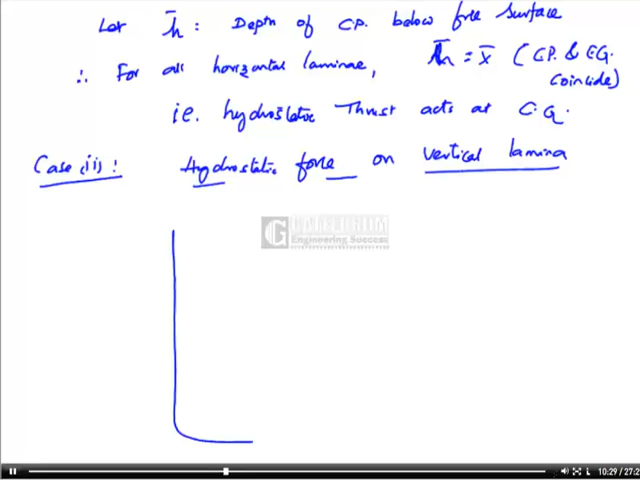 Let h̄ : Depth of C.P. below free surface
∴ For all horizontal laminae, h̄ = x̄ (C.P. & C.G. coincide)
i.e. hydrostatic Thrust acts at C.G.
Case (ii) : Hydrostatic force on vertical lamina
G GATEFORUM
Engineering Success
10:29 / 27:2